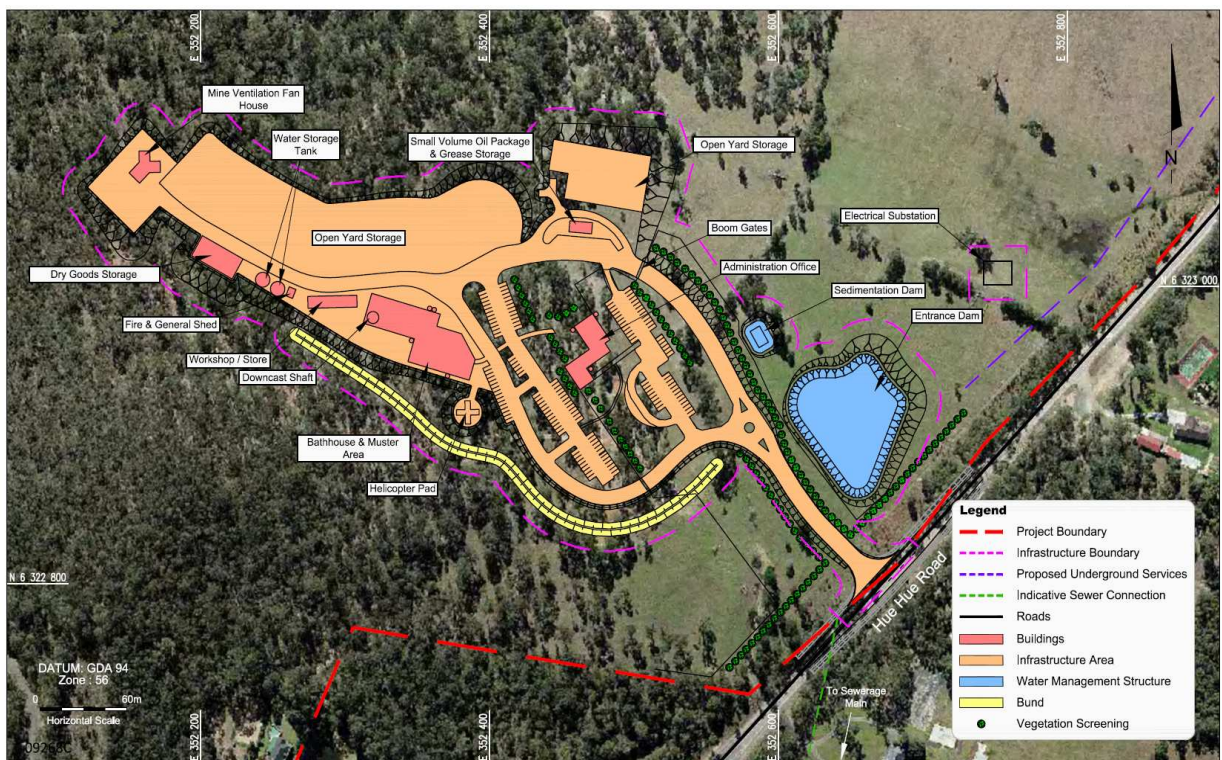 E 352 200
E 352 400
E 352 600
E 352 800
Mine Ventilation Fan
House
Water Storage
Tank
Small Volume Oil Package
& Grease Storage
Open Yard Storage
N
Boom Gates
Electrical Substation
Open Yard Storage
Administration Office
Dry Goods Storage
Sedimentation Dam
N 6 323 000
Entrance Dam
Fire & General Shed
Workshop / Store
Downcast Shaft
Bathhouse & Muster
Area
Helicopter Pad
N 6 322 800
Hue Hue Road
Legend
Project Boundary
Infrastructure Boundary
Proposed Underground Services
Indicative Sewer Connection
Roads
Buildings
Infrastructure Area
Water Management Structure
Bund
Vegetation Screening
DATUM: GDA 94
Zone : 56
0 60m
Horizontal Scale
To Sewerage
Main
E 352 200
E 352 400
E 352 600